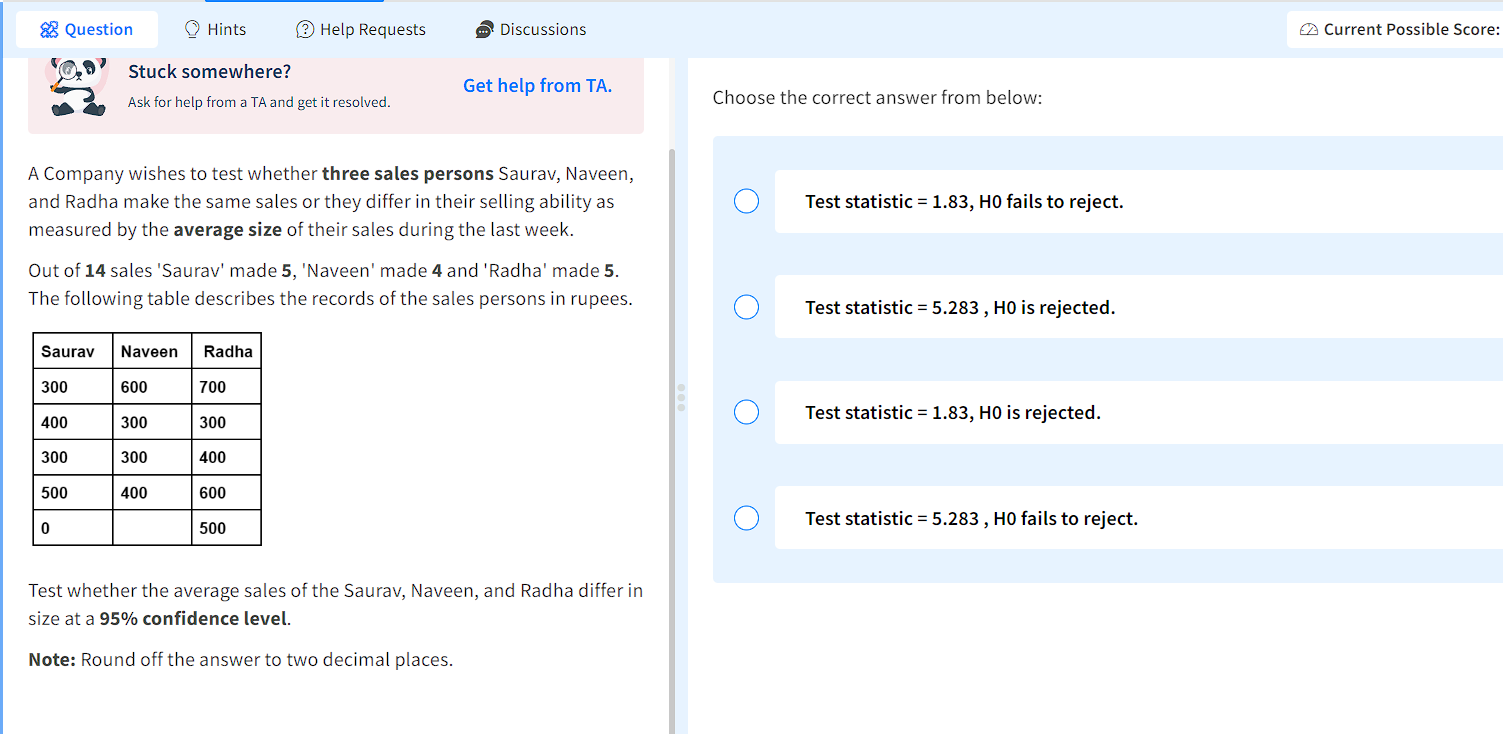 Question Hints Help Requests Discussions Current Possible Score:
Stuck somewhere?
Ask for help from a TA and get it resolved.
Get help from TA.
A Company wishes to test whether three sales persons Saurav, Naveen,
and Radha make the same sales or they differ in their selling ability as
measured by the average size of their sales during the last week.
Out of 14 sales 'Saurav' made 5, 'Naveen' made 4 and 'Radha' made 5.
The following table describes the records of the sales persons in rupees.
Saurav Naveen Radha
300 600 700
400 300 300
300 300 400
500 400 600
0 500
Test whether the average sales of the Saurav, Naveen, and Radha differ in
size at a 95% confidence level.
Note: Round off the answer to two decimal places.
Choose the correct answer from below:
Test statistic = 1.83, H0 fails to reject.
Test statistic = 5.283 , H0 is rejected.
Test statistic = 1.83, H0 is rejected.
Test statistic = 5.283 , H0 fails to reject.